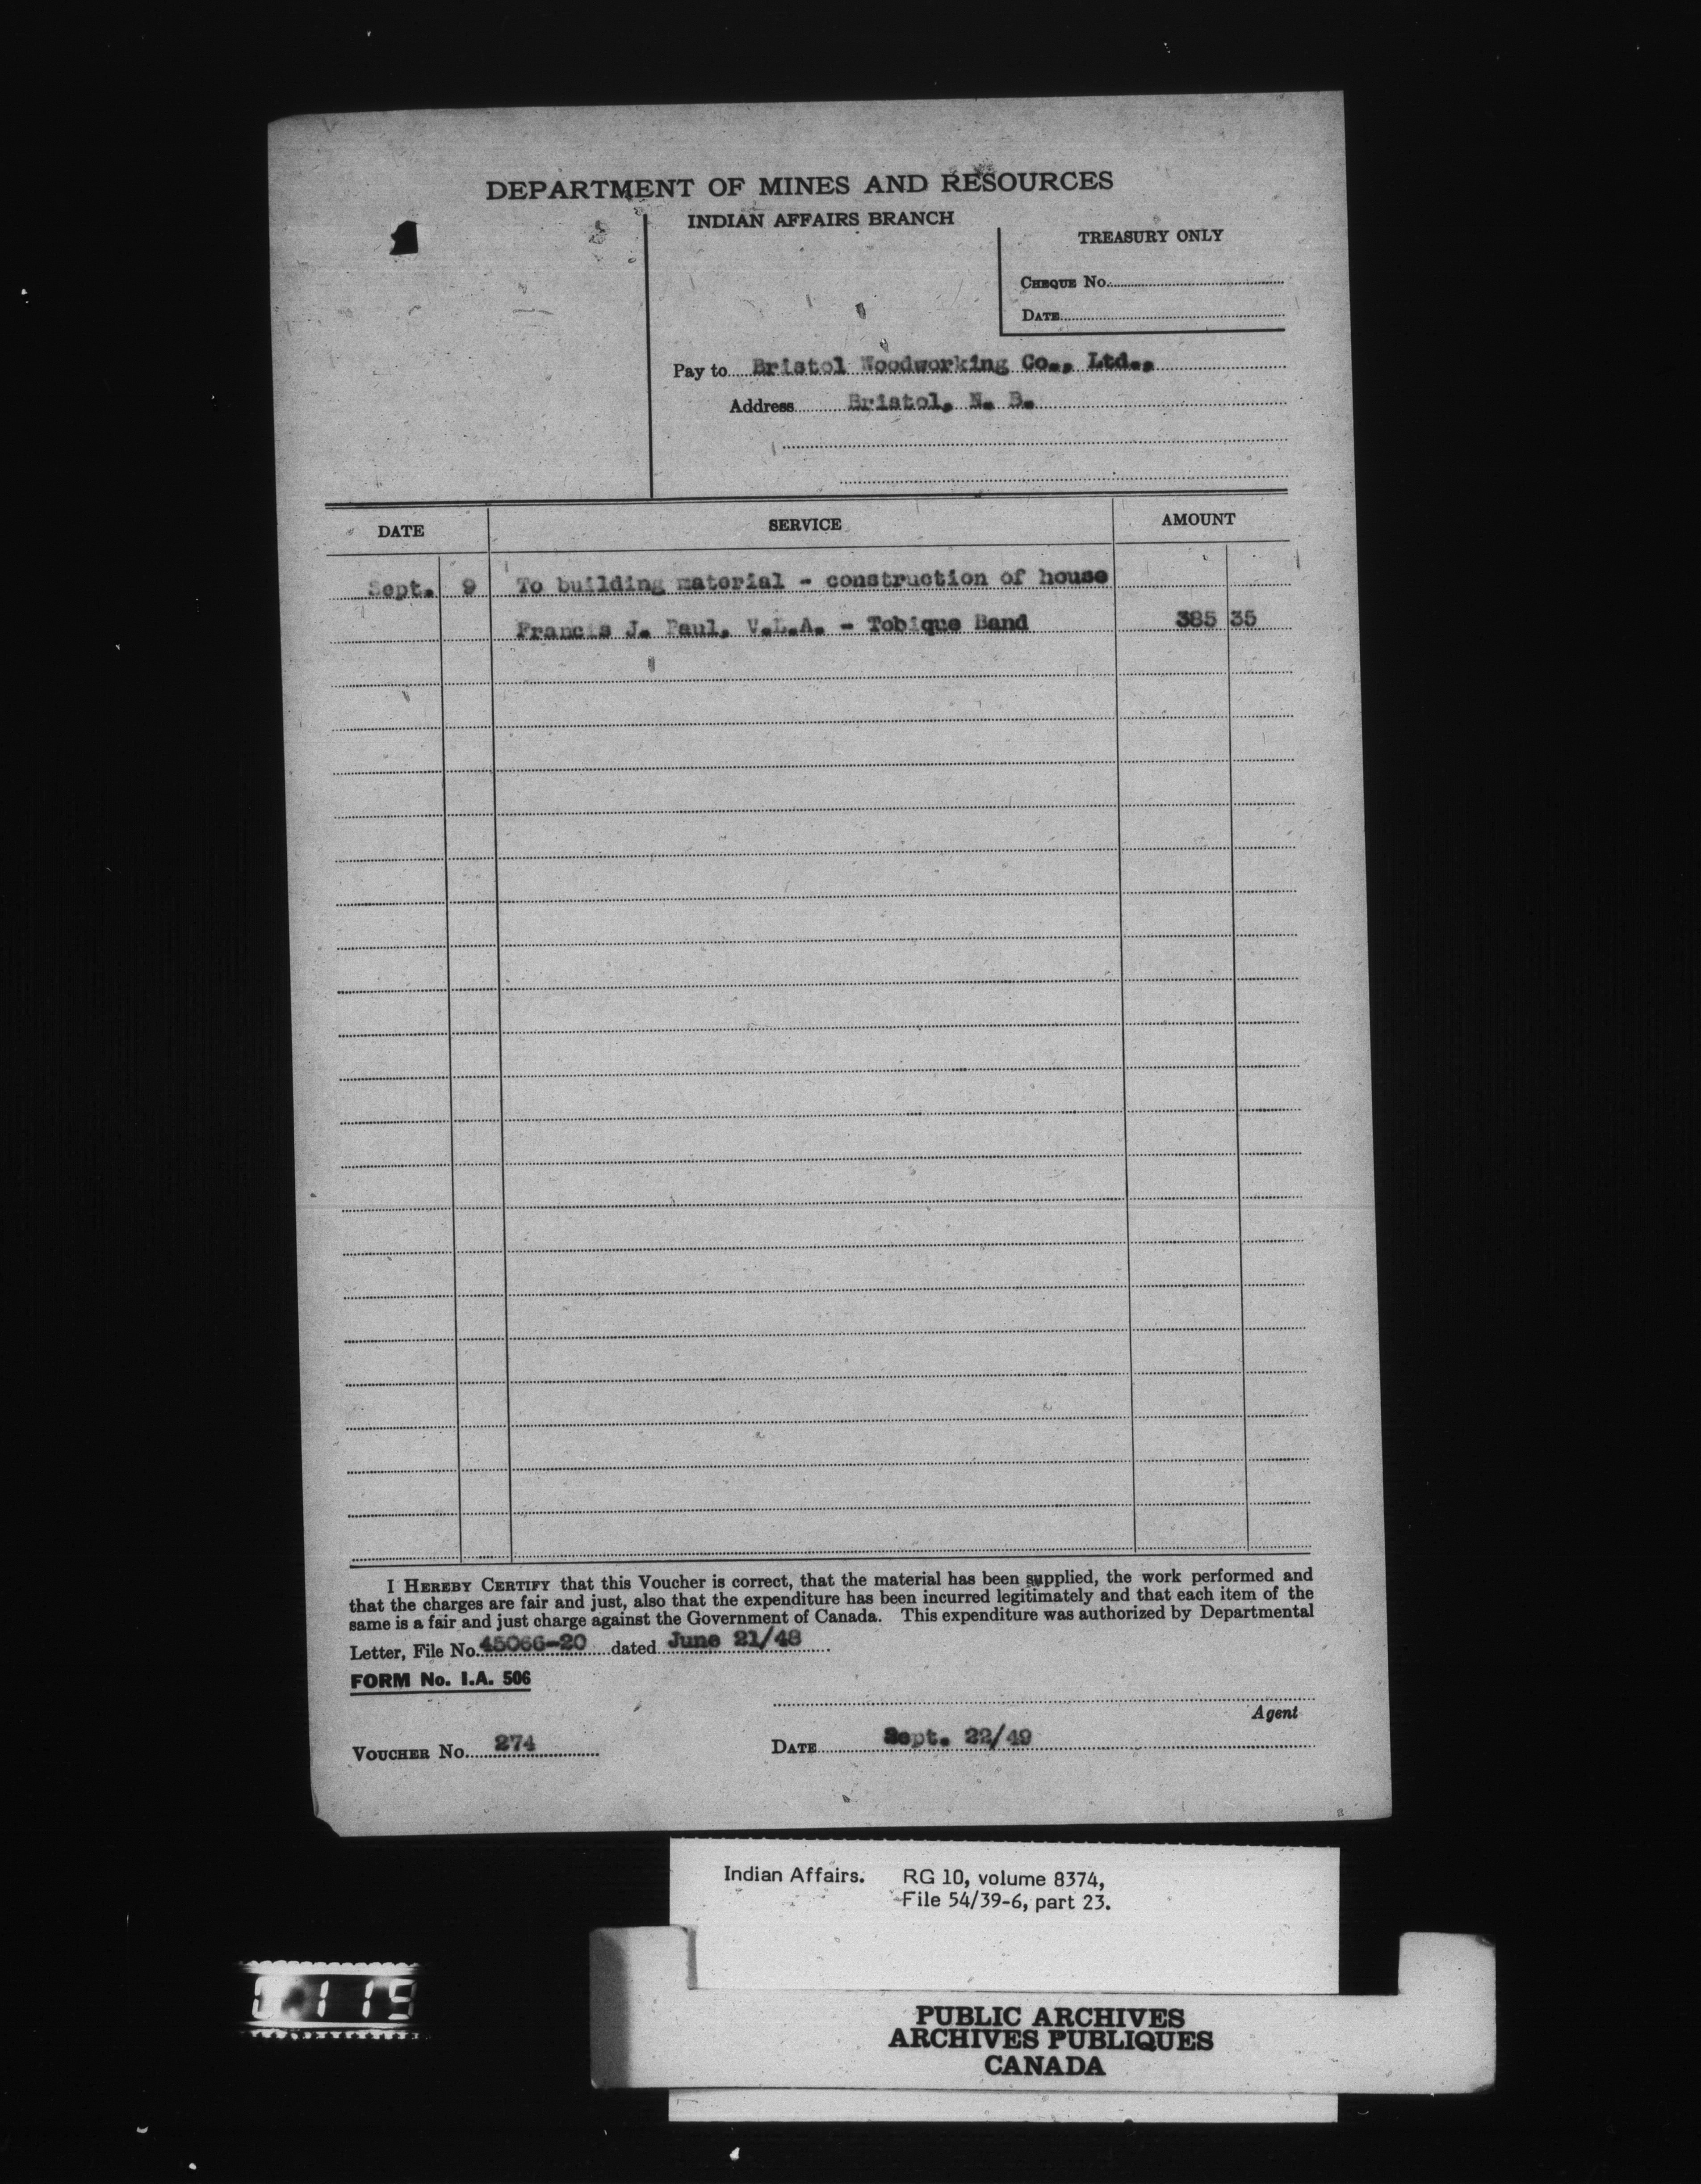 DEPARTMENT OF MINES AND RESOURCES
INDIAN AFFAIRS BRANCH
TREASURY ONLY
CHEQUE No.
DATE
Pay to Bristol Woodworking Co., Ltd.,
Address Bristol, N. B.
DATE SERVICE AMOUNT
Sept. 9 To building material - construction of house
Francis J. Paul, V.L.A. - Tobique Band 385 35
I HEREBY CERTIFY that this Voucher is correct, that the material has been supplied, the work performed and
that the charges are fair and just, also that the expenditure has been incurred legitimately and that each item of the
same is a fair and just charge against the Government of Canada. This expenditure was authorized by Departmental
Letter, File No. 45066-20 dated June 21/48
FORM No. I.A. 506
Agent
VOUCHER No. 274 DATE Sept. 22/49
Indian Affairs. RG 10, volume 8374,
File 54/39-6, part 23.
PUBLIC ARCHIVES
ARCHIVES PUBLIQUES
CANADA